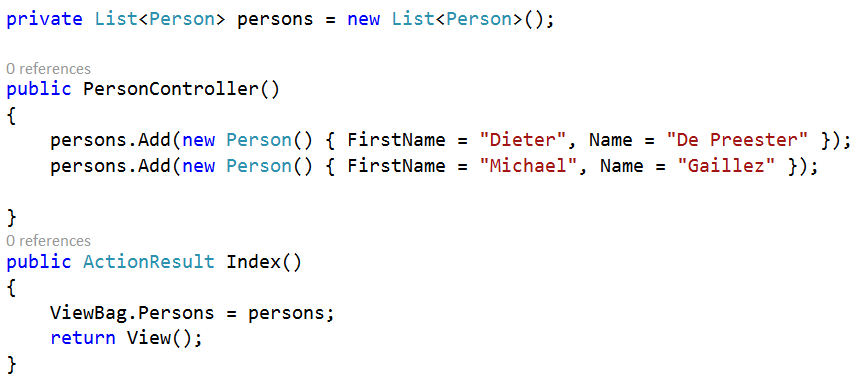 private List<Person> persons = new List<Person>();
0 references
public PersonController()
{
    persons.Add(new Person() { FirstName = "Dieter", Name = "De Preester" });
    persons.Add(new Person() { FirstName = "Michael", Name = "Gaillez" });
}
0 references
public ActionResult Index()
{
    ViewBag.Persons = persons;
    return View();
}